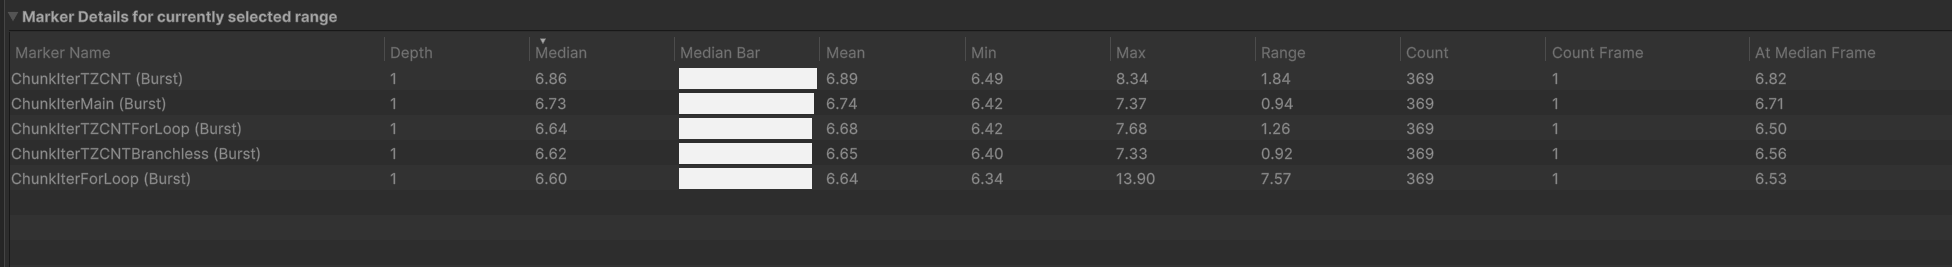 Marker Details for currently selected range
Marker Name Depth Median Median Bar Mean Min Max Range Count Count Frame At Median Frame
ChunkIterTZCNT (Burst) 1 6.86 6.89 6.49 8.34 1.84 369 1 6.82
ChunkIterMain (Burst) 1 6.73 6.74 6.42 7.37 0.94 369 1 6.71
ChunkIterTZCNTForLoop (Burst) 1 6.64 6.68 6.42 7.68 1.26 369 1 6.50
ChunkIterTZCNTBranchless (Burst) 1 6.62 6.65 6.40 7.33 0.92 369 1 6.56
ChunkIterForLoop (Burst) 1 6.60 6.64 6.34 13.90 7.57 369 1 6.53